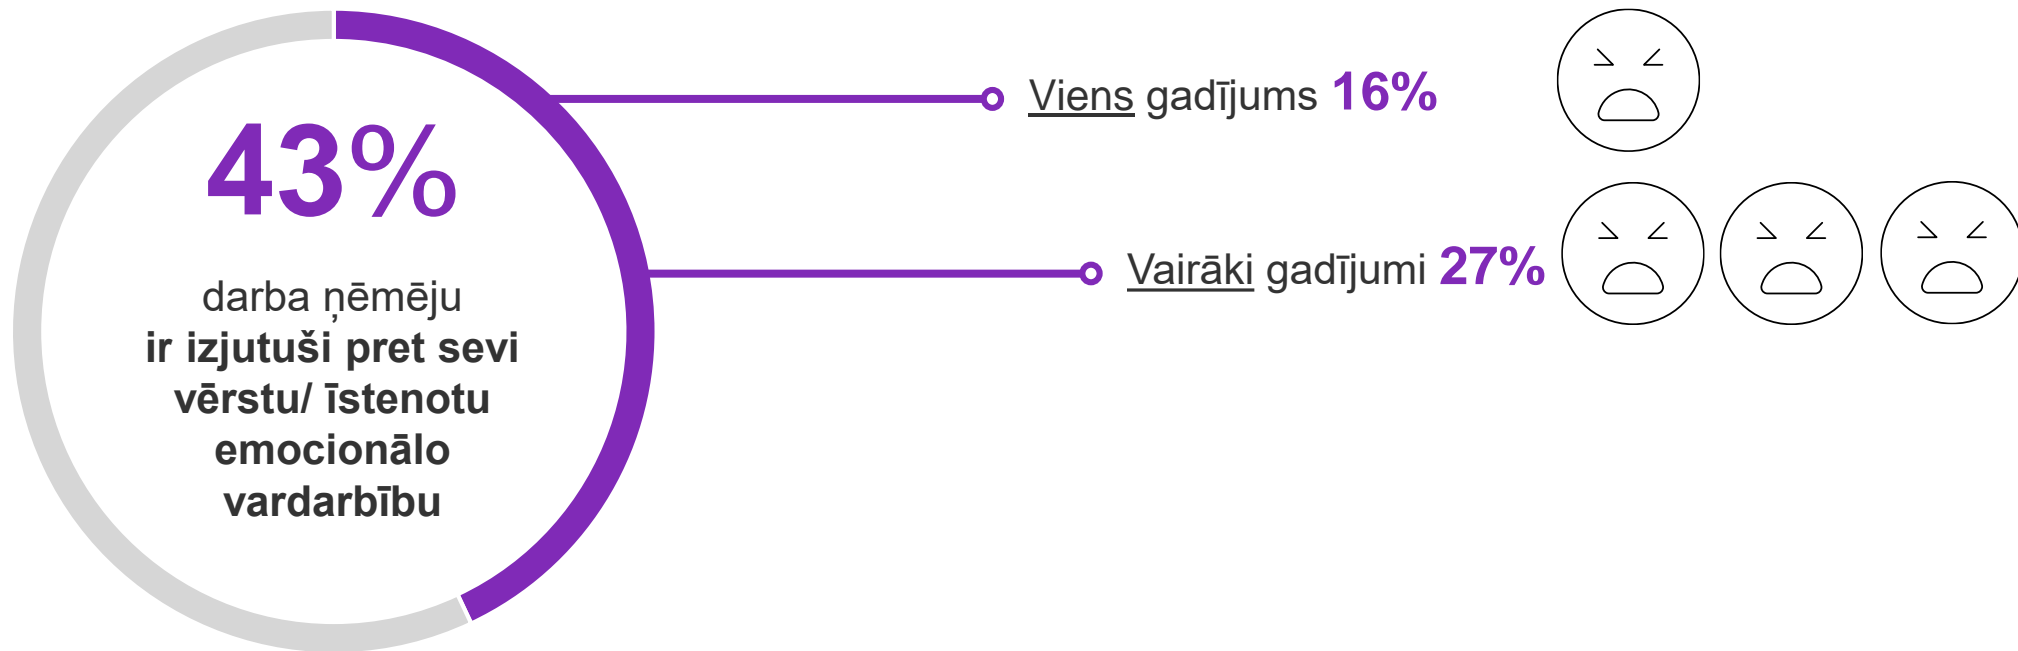 43%
darba ņēmēju
ir izjutuši pret sevi
vērstu/ īstenotu
emocionālo
vardarbību
Viens gadījums 16%
Vairāki gadījumi 27%